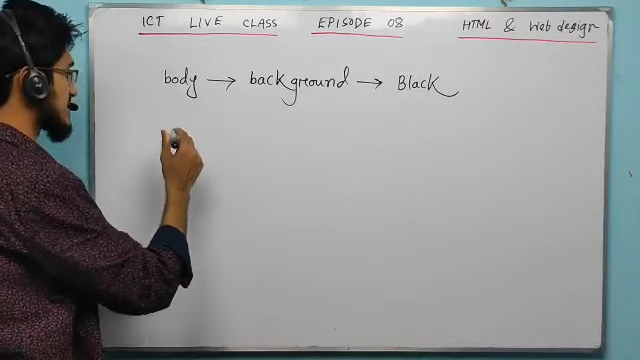 ICT LIVE CLASS EPISODE 08 HTML & Web design
body → background → Black